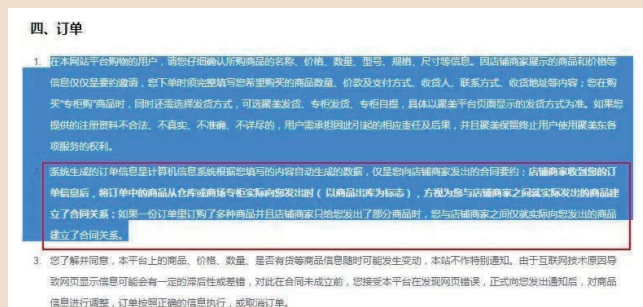 四、订单
1. 在本网站平台购物的用户，请您仔细确认所购商品的名称、价格、数量、型号、规格、尺寸等信息。因店铺商家展示的商品和价格等
信息仅仅是要约邀请，您下单时须完整填写您希望购买的商品数量、价款及支付方式、收货人、联系方式、收货地址等内容；您在购
买“专柜购”商品时，同时还需选择发货方式，可选聚美发货、专柜发货、专柜自提，具体以聚美平台页面显示的发货方式为准。如果您
提供的注册资料不合法、不真实、不准确、不详尽的，用户需承担因此引起的相应责任及后果，并且聚美保留终止用户使用聚美东各
项服务的权利。
2. 系统生成的订单信息是计算机信息系统根据您填写的内容自动生成的数据，仅是您向店铺商家发出的合同要约；店铺商家收到您的订
单信息后，将订单中的商品从仓库或商场专柜实际向您发出时（以商品出库为标志），方视为您与店铺商家之间就实际发出的商品建
立了合同关系；如果一份订单里订购了多种商品并且店铺商家只给您发出了部分商品时，您与店铺商家之间仅就实际向您发出的商品
建立了合同关系。
3. 您了解并同意，本平台上的商品、价格、数量、是否有货等商品信息随时可能发生变动，本站不作特别通知。由于互联网技术原因导
致网页显示信息可能会有一定的滞后性或差错，对此在合同未成立前，您接受本平台在发现网页错误，正式向您发出通知后，对商品
信息进行调整，订单按照正确的信息执行，或取消订单。